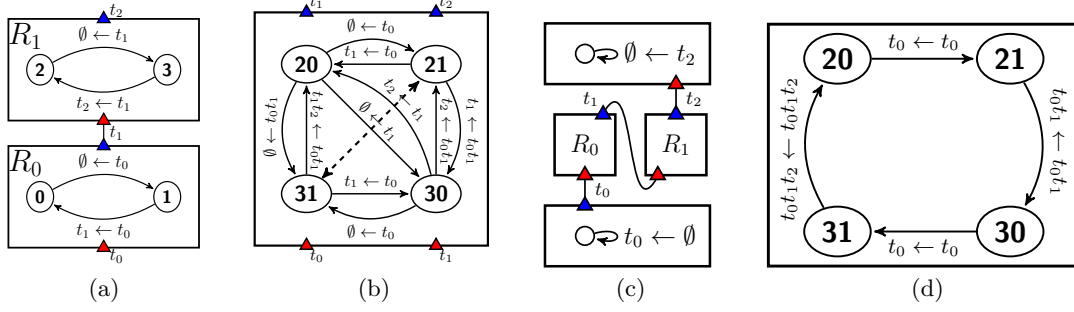 t₂
R₁
∅ ← t₁
2
3
t₂ ← t₁
t₁
R₀
∅ ← t₀
0
1
t₁ ← t₀
t₀
(a)
t₁
t₂
∅ ← t₀
t₁ ← t₀
20
21
∅ ← t₀t₁
t₁t₂ ← t₀t₁
t₂ ← t₁
∅ ← t₁
t₂ ← t₀t₁
t₁ ← t₀t₁
31
30
t₁ ← t₀
∅ ← t₀
t₀
t₁
(b)
∅ ← t₂
t₁
t₂
R₀
R₁
t₀
t₀ ← ∅
(c)
20
21
t₀ ← t₀
t₀t₁t₂ ← t₀t₁t₂
t₀t₁ ← t₀t₁
31
30
t₀ ← t₀
(d)